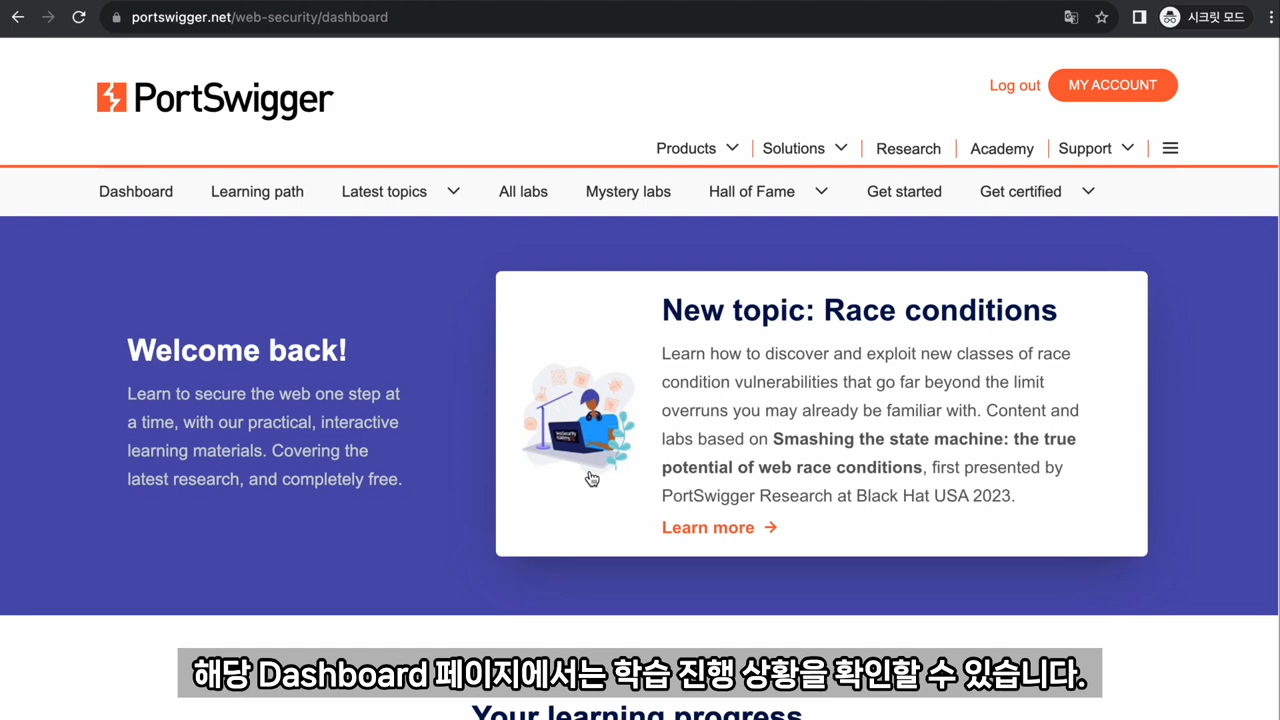 portswigger.net/web-security/dashboard
시크릿 모드
PortSwigger
Log out
MY ACCOUNT
Products
Solutions
Research
Academy
Support
Dashboard
Learning path
Latest topics
All labs
Mystery labs
Hall of Fame
Get started
Get certified
Welcome back!
Learn to secure the web one step at
a time, with our practical, interactive
learning materials. Covering the
latest research, and completely free.
New topic: Race conditions
Learn how to discover and exploit new classes of race
condition vulnerabilities that go far beyond the limit
overruns you may already be familiar with. Content and
labs based on Smashing the state machine: the true
potential of web race conditions, first presented by
PortSwigger Research at Black Hat USA 2023.
Learn more
해당 Dashboard 페이지에서는 학습 진행 상황을 확인할 수 있습니다.
Your learning progress